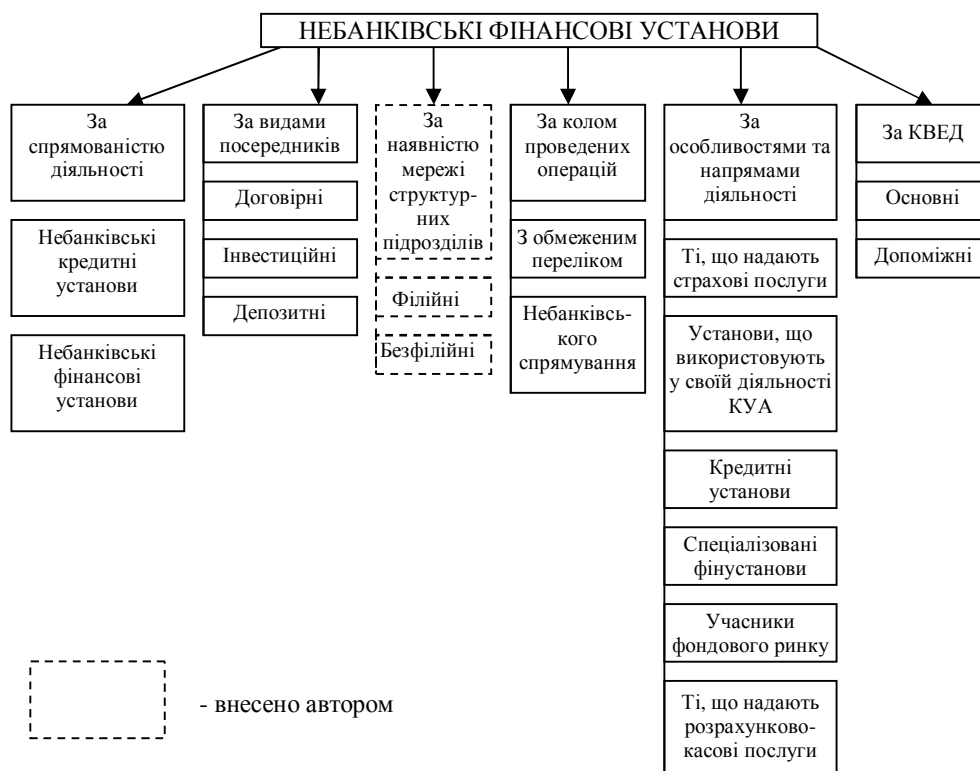 НЕБАНКІВСЬКІ ФІНАНСОВІ УСТАНОВИ
За
спрямованістю
діяльності
Небанківські
кредитні
установи
Небанківські
фінансові
установи
За видами
посередників
Договірні
Інвестиційні
Депозитні
За
наявністю
мережі
структур-
них
підрозділів
Філійні
Безфілійні
За колом
проведених
операцій
З обмеженим
переліком
Небанківсь-
кого
спрямування
За
особливостями та
напрямами
діяльності
Ті, що надають
страхові послуги
Установи, що
використовують
у своїй діяльності
КУА
Кредитні
установи
Спеціалізовані
фінустанови
Учасники
фондового ринку
Ті, що надають
розрахунково-
касові послуги
За КВЕД
Основні
Допоміжні
- внесено автором